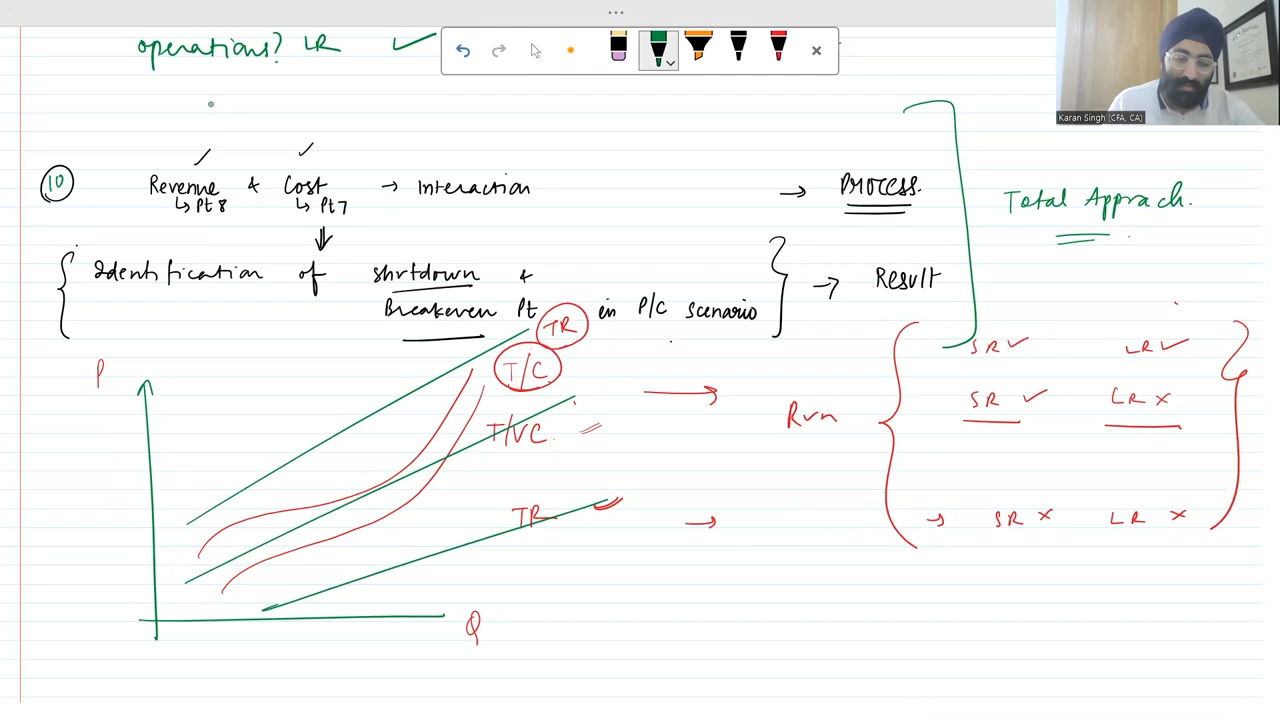 operations? LR
Karan Singh (CFA, CA)
10 Revenue & Cost → Interaction → Process.
↳ Pt 8 ↳ Pt 7
Total Apprach.
Identification of shutdown & → Result
Breakeven Pt in P/C scenario
TR
SR ✓ LR ✓
P T/C →
Run SR ✓ LR x
T/VC.
TR → → SR x LR x
Q